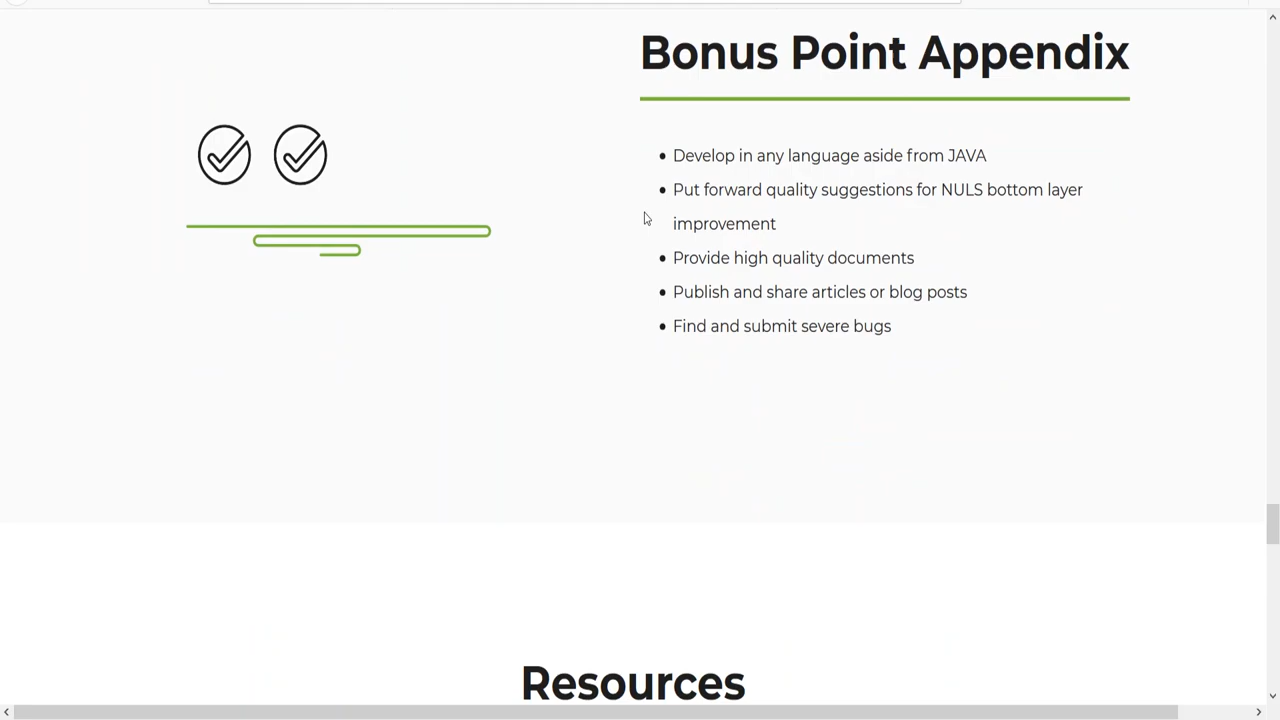 Bonus Point Appendix
Develop in any language aside from JAVA
Put forward quality suggestions for NULS bottom layer
improvement
Provide high quality documents
Publish and share articles or blog posts
Find and submit severe bugs
Resources